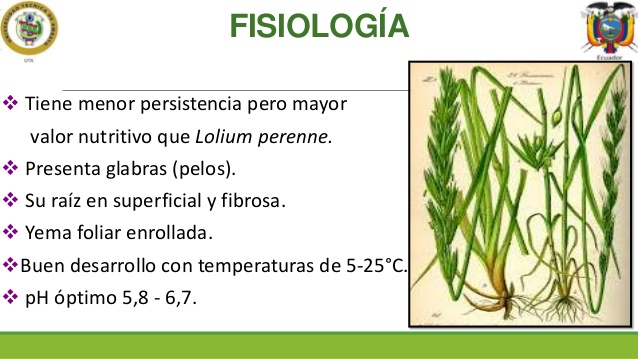 FISIOLOGÍA
UTA
Ecuador
❖ Tiene menor persistencia pero mayor
valor nutritivo que Lolium perenne.
❖ Presenta glabras (pelos).
❖ Su raíz en superficial y fibrosa.
❖ Yema foliar enrollada.
❖Buen desarrollo con temperaturas de 5-25°C.
❖ pH óptimo 5,8 - 6,7.